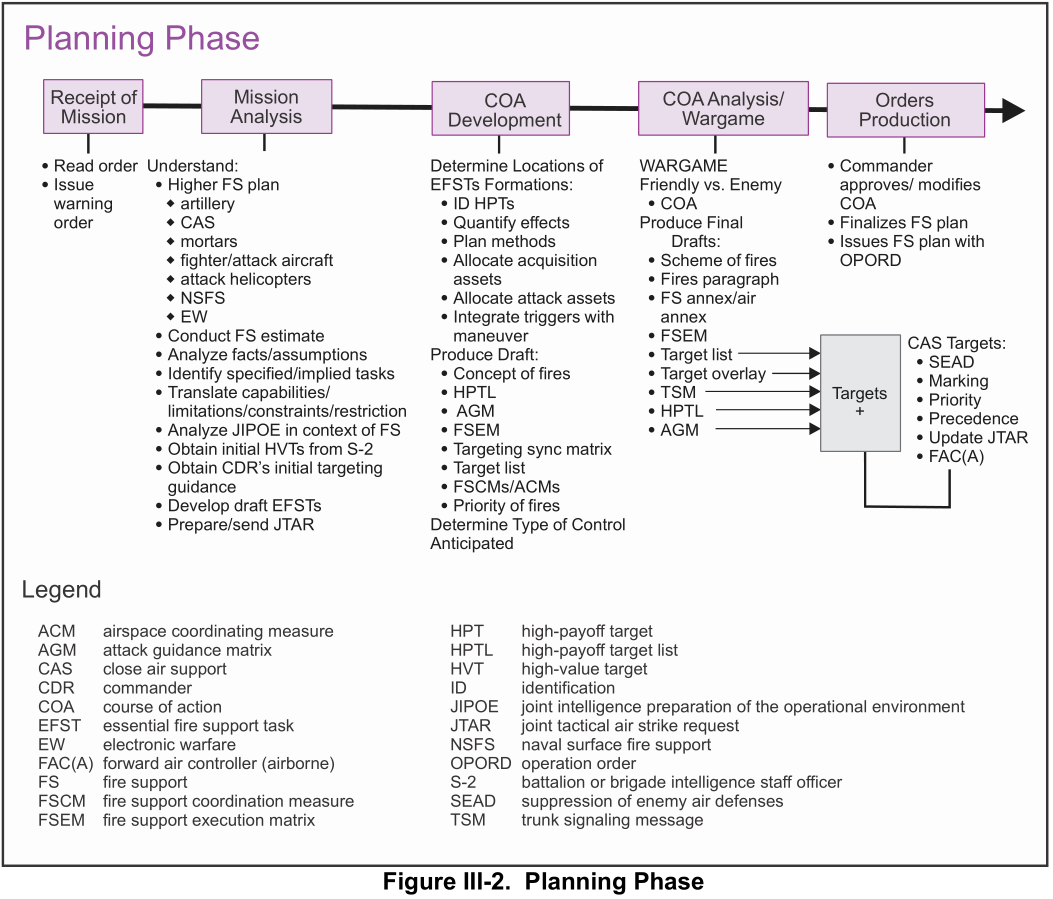 Planning Phase
Receipt of
Mission
Mission
Analysis
COA
Development
COA Analysis/
Wargame
Orders
Production
• Read order
• Issue
warning
order
Understand:
• Higher FS plan
◆ artillery
◆ CAS
◆ mortars
◆ fighter/attack aircraft
◆ attack helicopters
◆ NSFS
◆ EW
• Conduct FS estimate
• Analyze facts/assumptions
• Identify specified/implied tasks
• Translate capabilities/
limitations/constraints/restriction
• Analyze JIPOE in context of FS
• Obtain initial HVTs from S-2
• Obtain CDR's initial targeting
guidance
• Develop draft EFSTs
• Prepare/send JTAR
Determine Locations of
EFSTs Formations:
• ID HPTs
• Quantify effects
• Plan methods
• Allocate acquisition
assets
• Allocate attack assets
• Integrate triggers with
maneuver
Produce Draft:
• Concept of fires
• HPTL
• AGM
• FSEM
• Targeting sync matrix
• Target list
• FSCMs/ACMs
• Priority of fires
Determine Type of Control
Anticipated
WARGAME
Friendly vs. Enemy
• COA
Produce Final
Drafts:
• Scheme of fires
• Fires paragraph
• FS annex/air
annex
• FSEM
• Target list
• Target overlay
• TSM
• HPTL
• AGM
• Commander
approves/ modifies
COA
• Finalizes FS plan
• Issues FS plan with
OPORD
Targets
+
CAS Targets:
• SEAD
• Marking
• Priority
• Precedence
• Update JTAR
• FAC(A)
Legend
ACM airspace coordinating measure
AGM attack guidance matrix
CAS close air support
CDR commander
COA course of action
EFST essential fire support task
EW electronic warfare
FAC(A) forward air controller (airborne)
FS fire support
FSCM fire support coordination measure
FSEM fire support execution matrix
HPT high-payoff target
HPTL high-payoff target list
HVT high-value target
ID identification
JIPOE joint intelligence preparation of the operational environment
JTAR joint tactical air strike request
NSFS naval surface fire support
OPORD operation order
S-2 battalion or brigade intelligence staff officer
SEAD suppression of enemy air defenses
TSM trunk signaling message
Figure III-2. Planning Phase